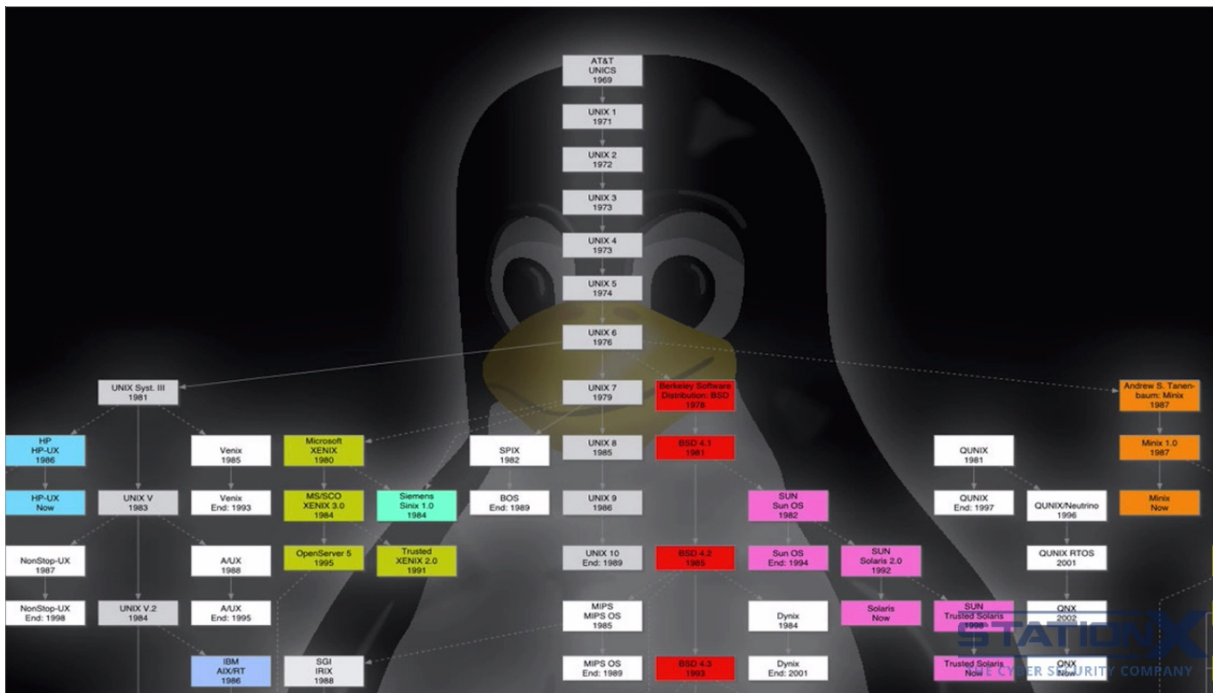 AT&T
UNICS
1969
UNIX 1
1971
UNIX 2
1972
UNIX 3
1973
UNIX 4
1973
UNIX 5
1974
UNIX 6
1976
UNIX Syst. III
1981
UNIX 7
1979
Berkeley Software
Distribution: BSD
1978
Andrew S. Tanen-
baum: Minix
1987
HP
HP-UX
1986
Venix
1985
Microsoft
XENIX
1980
SPIX
1982
UNIX 8
1985
BSD 4.1
1981
QUNIX
1981
Minix 1.0
1987
HP-UX
Now
UNIX V
1983
Venix
End: 1993
MS/SCO
XENIX 3.0
1984
Siemens
Sinix 1.0
1984
BOS
End: 1989
UNIX 9
1986
SUN
Sun OS
1982
QUNIX
End: 1997
QUNIX/Neutrino
1996
Minix
Now
NonStop-UX
1987
A/UX
1988
OpenServer 5
1995
Trusted
XENIX 2.0
1991
UNIX 10
End: 1989
BSD 4.2
1985
Sun OS
End: 1994
SUN
Solaris 2.0
1992
QUNIX RTOS
2001
NonStop-UX
End: 1998
UNIX V.2
1984
A/UX
End: 1995
MIPS
MIPS OS
1985
Dynix
1984
Solaris
Now
SUN
Trusted Solaris
1996
QNX
2002
IBM
AIX/RT
1986
SGI
IRIX
1988
MIPS OS
End: 1989
BSD 4.3
1993
Dynix
End: 2001
Trusted Solaris
Now
QNX
Now
STATIONX
THE CYBER SECURITY COMPANY